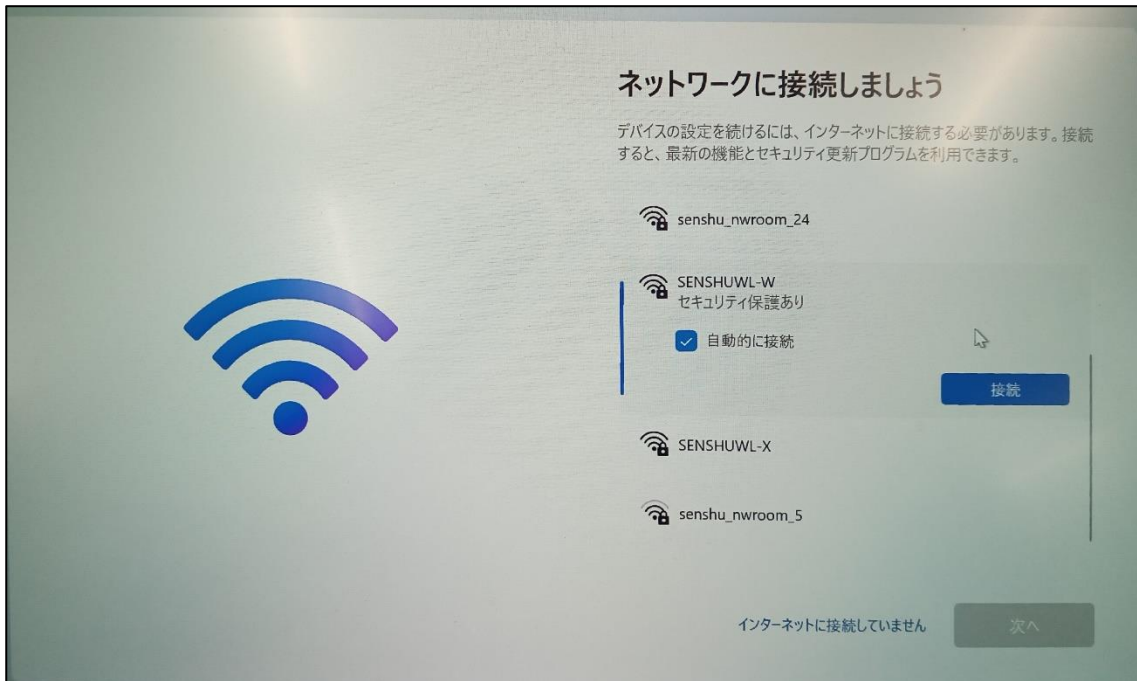 ネットワークに接続しましょう
デバイスの設定を続けるには、インターネットに接続する必要があります。接続
すると、最新の機能とセキュリティ更新プログラムを利用できます。
senshu_nwroom_24
SENSHUWL-W
セキュリティ保護あり
自動的に接続
接続
SENSHUWL-X
senshu_nwroom_5
インターネットに接続していません
次へ